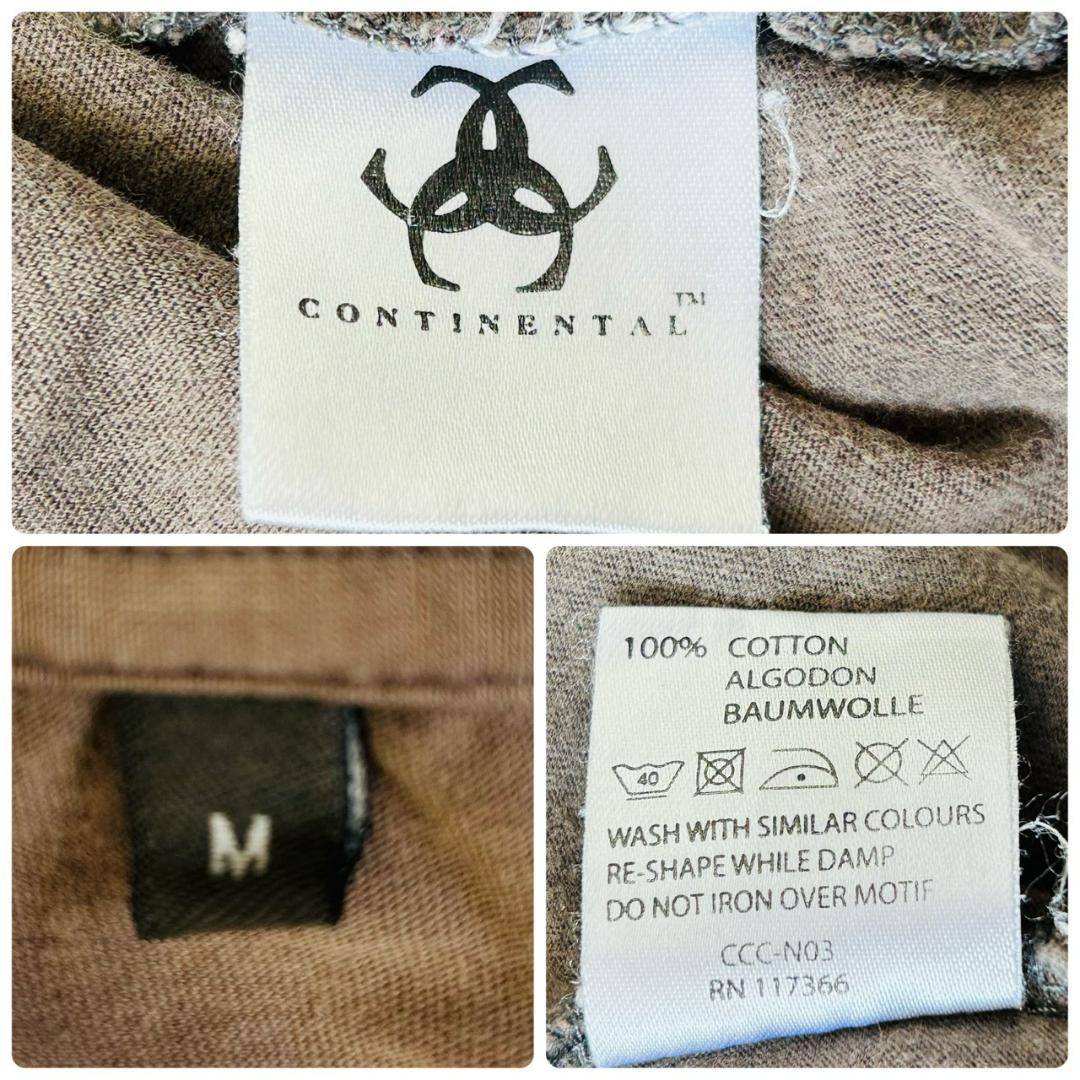 CONTINENTAL™
M
100% COTTON
ALGODON
BAUMWOLLE
40
WASH WITH SIMILAR COLOURS
RE-SHAPE WHILE DAMP
DO NOT IRON OVER MOTIF
CCC-N03
RN 117366